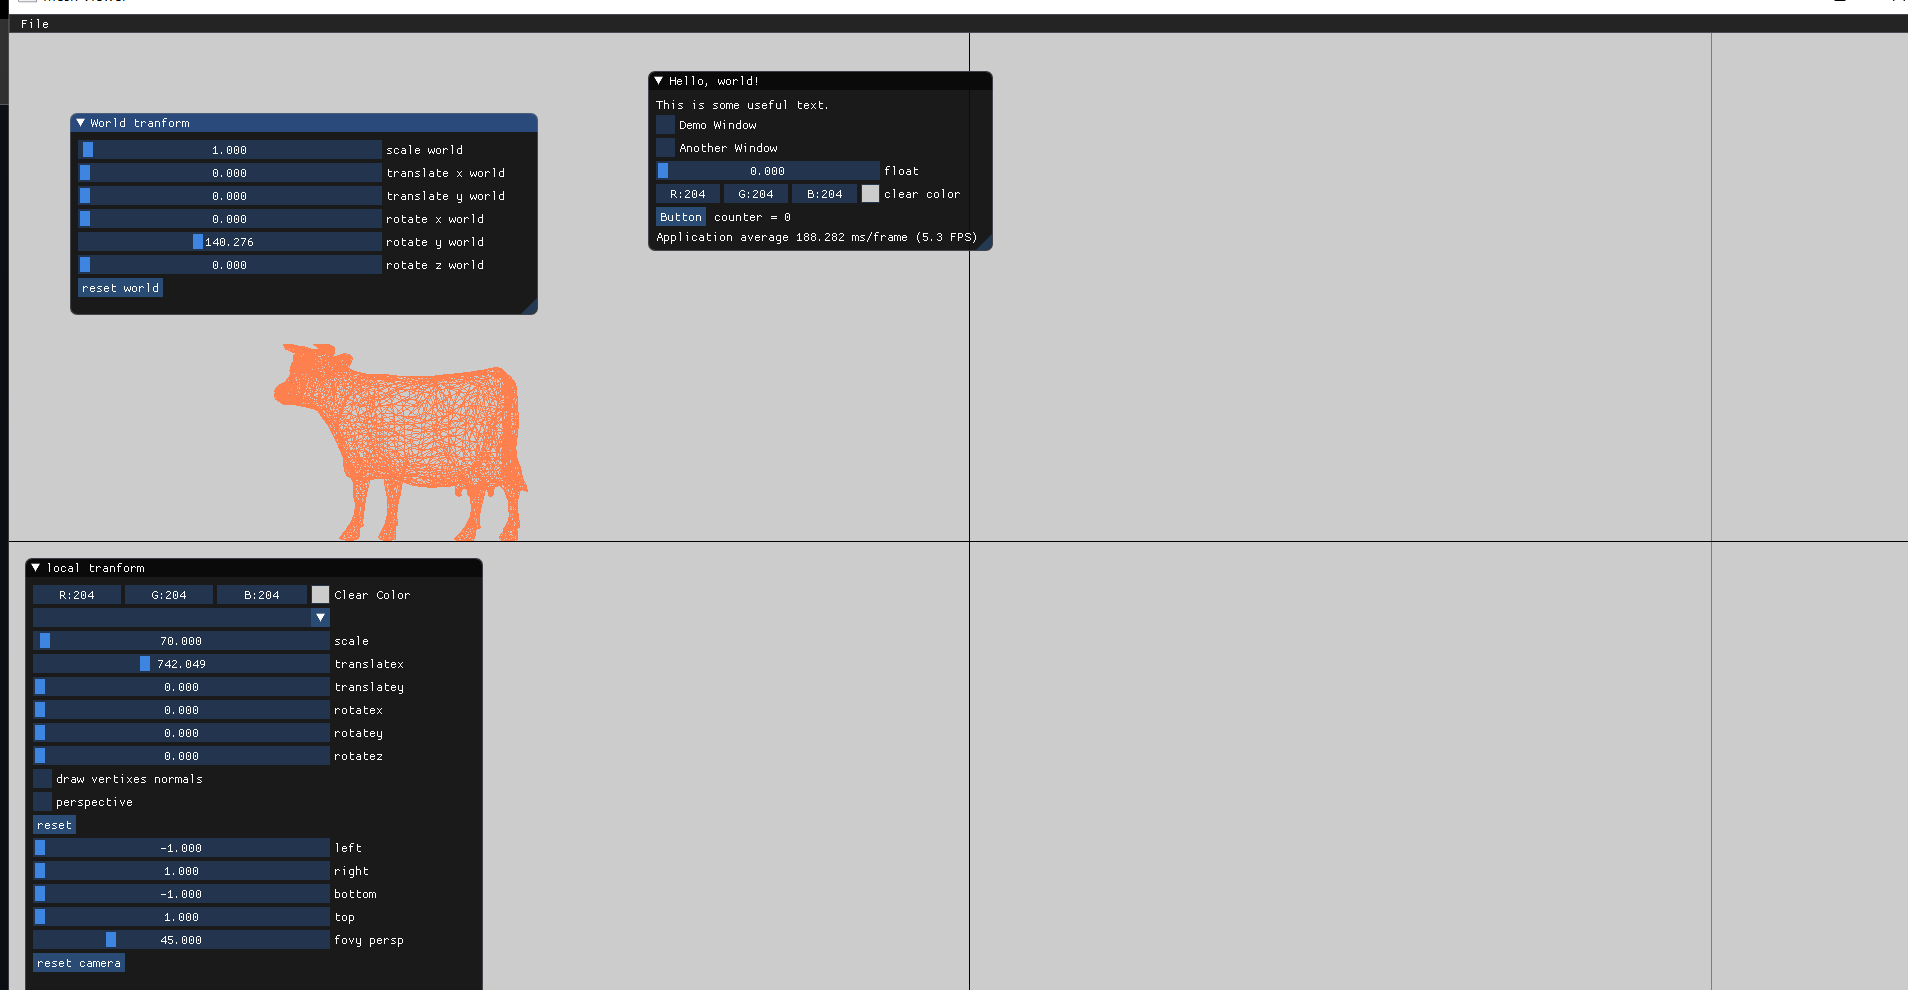 File
Hello, world!
This is some useful text.
Demo Window
Another Window
0.000 float
R:204 G:204 B:204 clear color
Button counter = 0
Application average 188.282 ms/frame (5.3 FPS)
World tranform
1.000 scale world
0.000 translate x world
0.000 translate y world
0.000 rotate x world
140.276 rotate y world
0.000 rotate z world
reset world
local tranform
R:204 G:204 B:204 Clear Color
70.000 scale
742.049 translatex
0.000 translatey
0.000 rotatex
0.000 rotatey
0.000 rotatez
draw vertixes normals
perspective
reset
-1.000 left
1.000 right
-1.000 bottom
1.000 top
45.000 fovy persp
reset camera